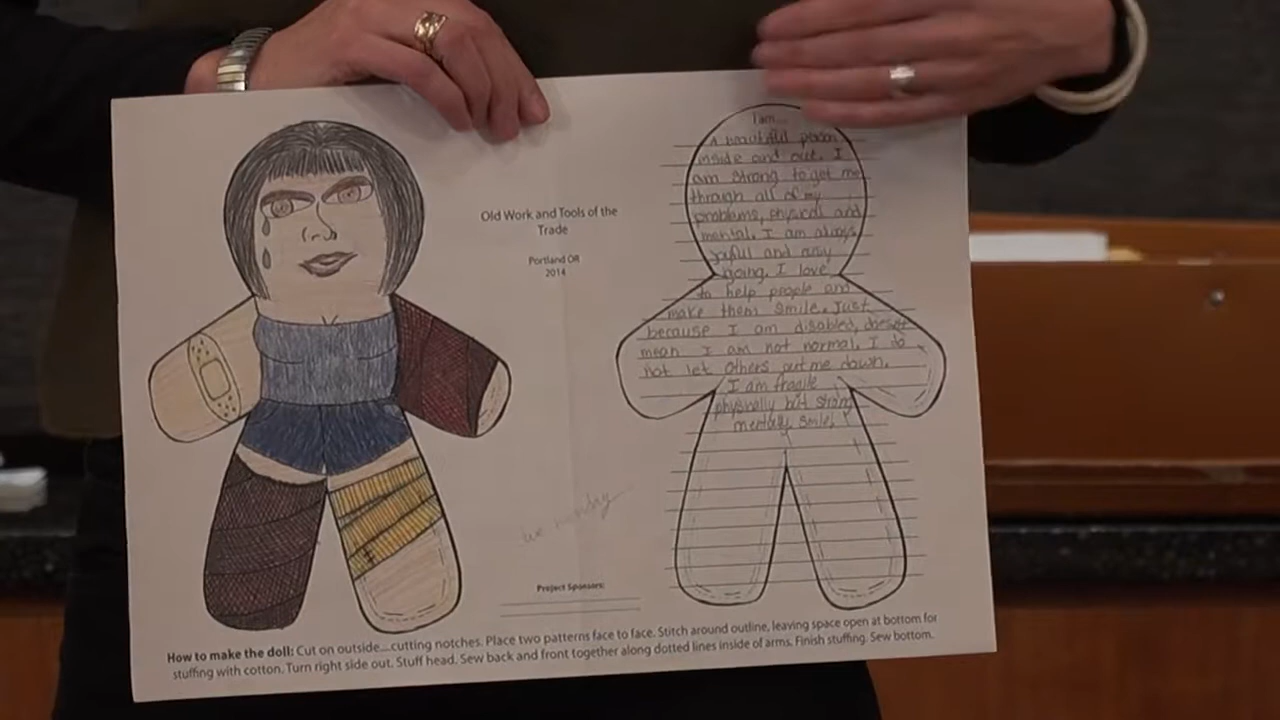 Old Work and Tools of the
Trade
Portland OR
2014
I am...
A beautiful person
inside and out. I
am strong to get me
through all of my
problems, physical and
mental. I am always
joyful and easy
going. I love
to help people and
make them smile. Just
because I am disabled, doesn't
mean I am not normal. I do
not let others put me down.
I am fragile
physically but strong
mentally. Smile!
Project Sponsors:
How to make the doll: Cut on outside....cutting notches. Place two patterns face to face. Stitch around outline, leaving space open at bottom for
stuffing with cotton. Turn right side out. Stuff head. Sew back and front together along dotted lines inside of arms. Finish stuffing. Sew bottom.